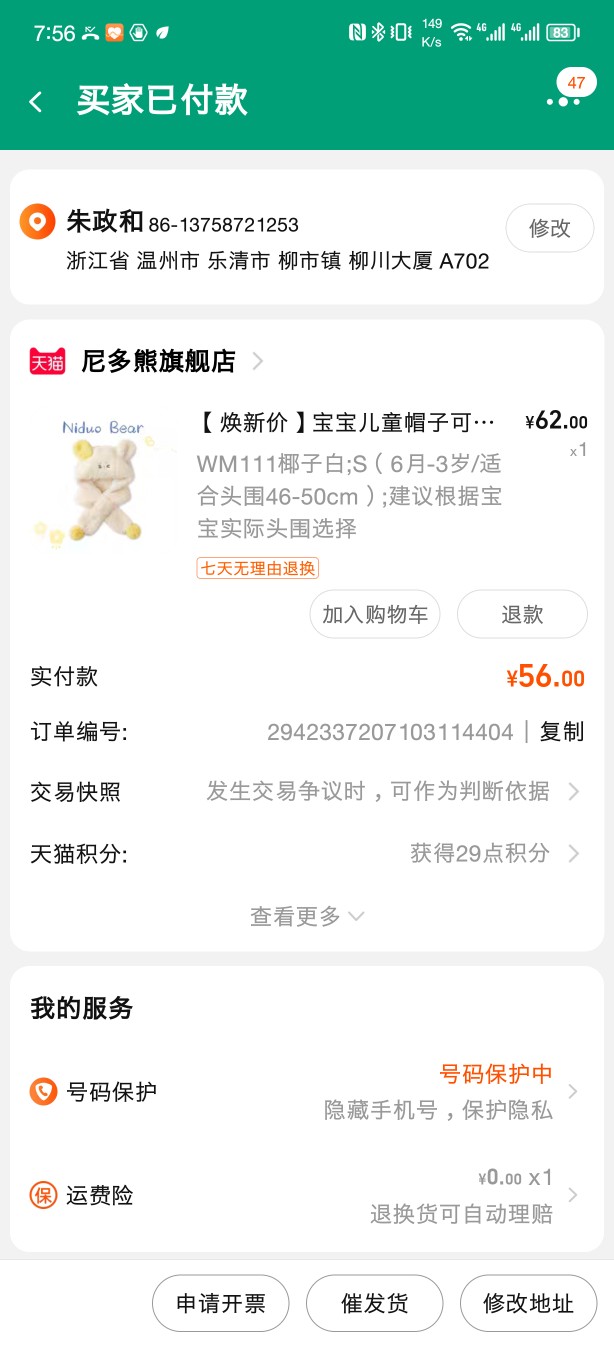 7:56
149
K/s
4G
4G
83
买家已付款
47
朱政和 86-13758721253
修改
浙江省 温州市 乐清市 柳市镇 柳川大厦 A702
天猫 尼多熊旗舰店
Niduo Bear
【 焕新价 】宝宝儿童帽子可… ¥62.00
x1
WM111椰子白;S（ 6月-3岁/适
合头围46-50cm ）;建议根据宝
宝实际头围选择
七天无理由退换
加入购物车 退款
实付款 ¥56.00
订单编号: 2942337207103114404 | 复制
交易快照 发生交易争议时，可作为判断依据
天猫积分: 获得29点积分
查看更多
我的服务
号码保护 号码保护中
隐藏手机号，保护隐私
保 运费险 ¥0.00 x1
退换货可自动理赔
申请开票 催发货 修改地址